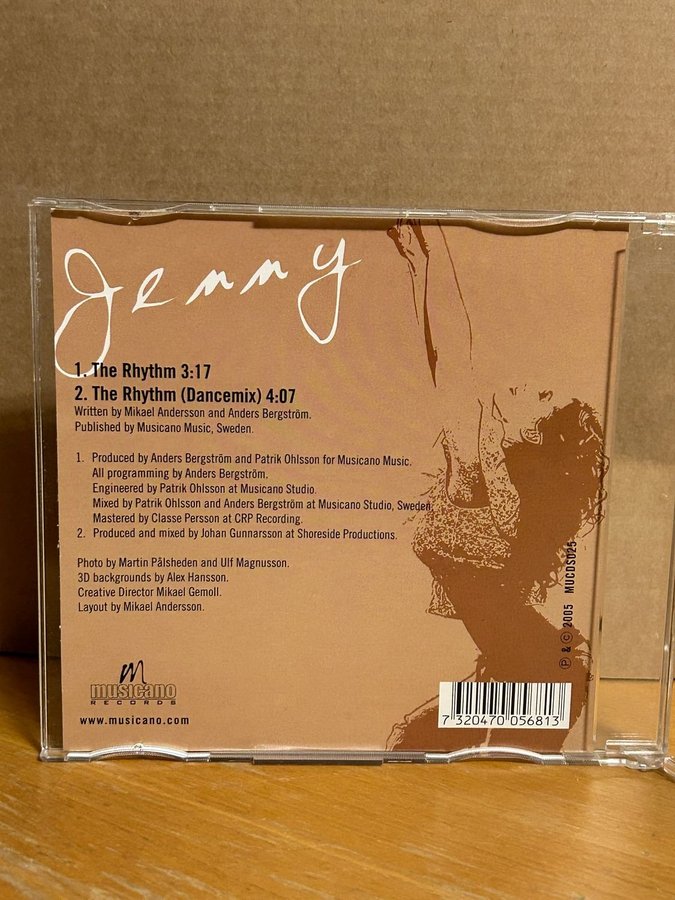 Jenny
1. The Rhythm 3:17
2. The Rhythm (Dancemix) 4:07
Written by Mikael Andersson and Anders Bergström.
Published by Musicano Music, Sweden.
1. Produced by Anders Bergström and Patrik Ohlsson for Musicano Music.
All programming by Anders Bergström.
Engineered by Patrik Ohlsson at Musicano Studio.
Mixed by Patrik Ohlsson and Anders Bergström at Musicano Studio, Sweden.
Mastered by Classe Persson at CRP Recording.
2. Produced and mixed by Johan Gunnarsson at Shoreside Productions.
Photo by Martin Pålsheden and Ulf Magnusson.
3D backgrounds by Alex Hansson.
Creative Director Mikael Gemoll.
Layout by Mikael Andersson.
Ⓟ & © 2005 MUCDS025
m
musicano
RECORDS
www.musicano.com
7 320470 056813